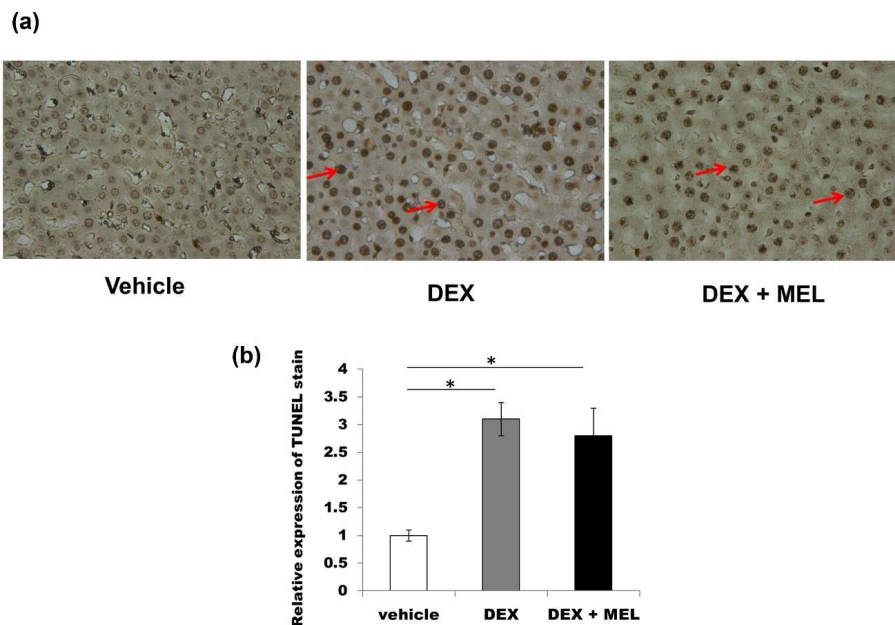 (a)
Vehicle
DEX
DEX + MEL
(b)
Relative expression of TUNEL stain
4
3.5
3
2.5
2
1.5
1
0.5
0
*
*
vehicle
DEX
DEX + MEL